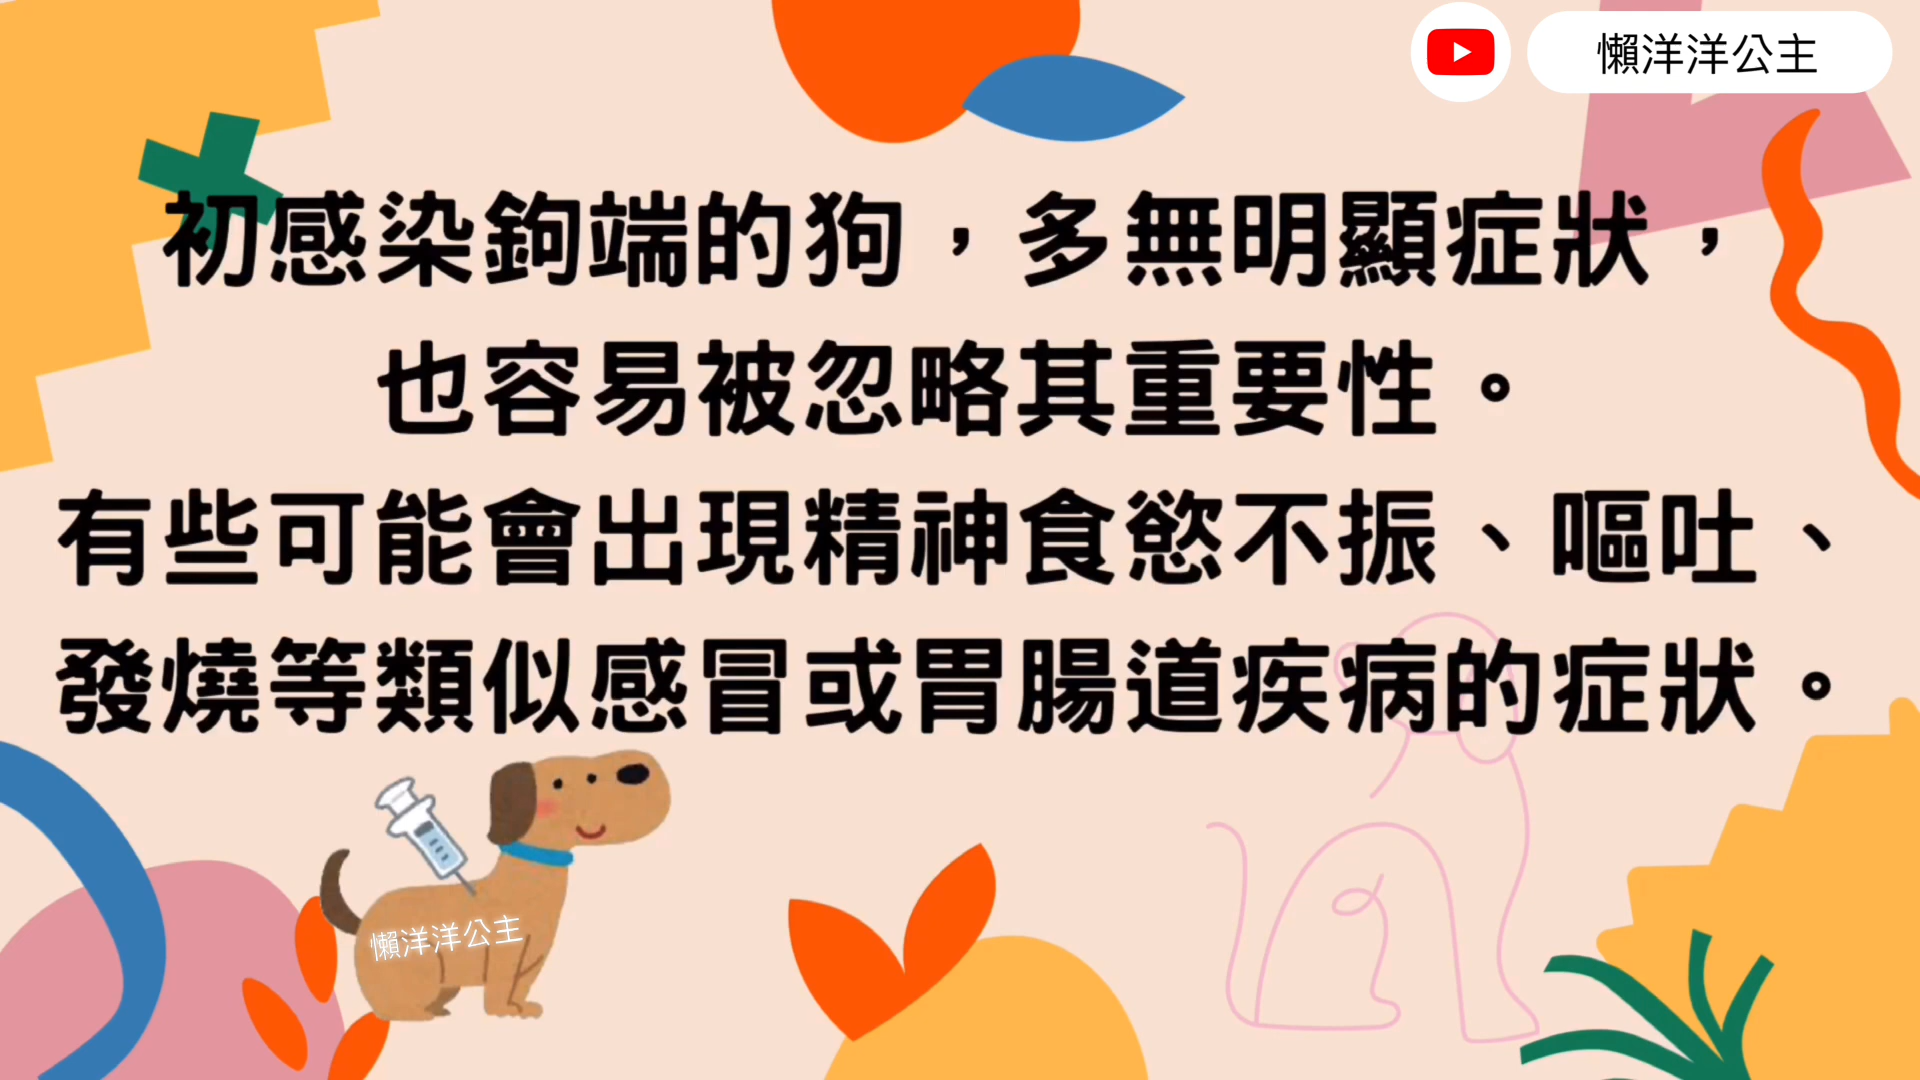 懶洋洋公主
初感染鉤端的狗，多無明顯症狀，
也容易被忽略其重要性。
有些可能會出現精神食慾不振、嘔吐、
發燒等類似感冒或胃腸道疾病的症狀。
懶洋洋公主